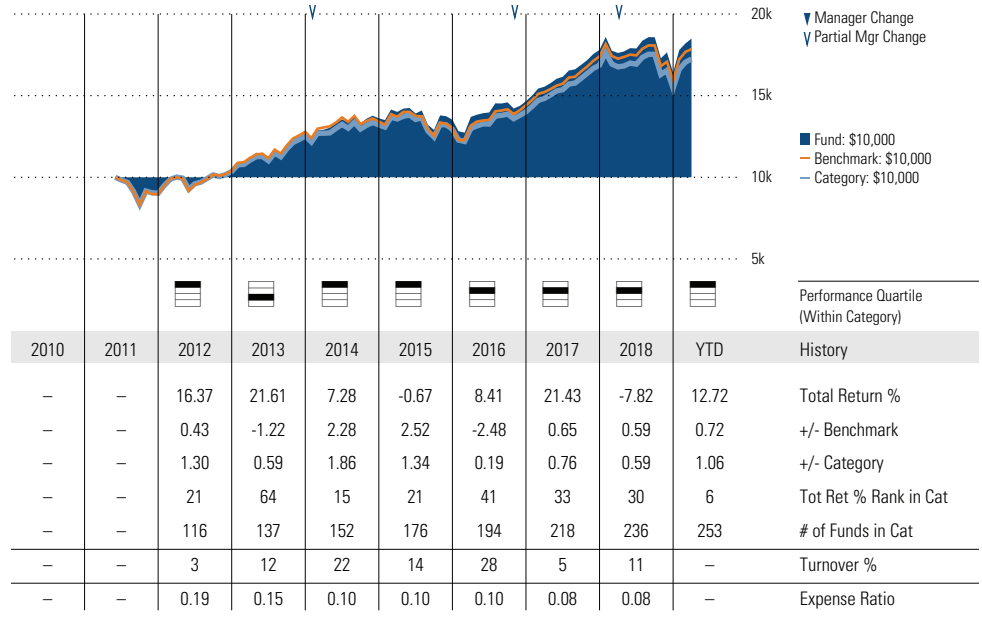 20k
Manager Change
Partial Mgr Change
15k
Fund: $10,000
Benchmark: $10,000
Category: $10,000
10k
5k
Performance Quartile
(Within Category)
2010 2011 2012 2013 2014 2015 2016 2017 2018 YTD History
– – 16.37 21.61 7.28 -0.67 8.41 21.43 -7.82 12.72 Total Return %
– – 0.43 -1.22 2.28 2.52 -2.48 0.65 0.59 0.72 +/- Benchmark
– – 1.30 0.59 1.86 1.34 0.19 0.76 0.59 1.06 +/- Category
– – 21 64 15 21 41 33 30 6 Tot Ret % Rank in Cat
– – 116 137 152 176 194 218 236 253 # of Funds in Cat
– – 3 12 22 14 28 5 11 – Turnover %
– – 0.19 0.15 0.10 0.10 0.10 0.08 0.08 – Expense Ratio